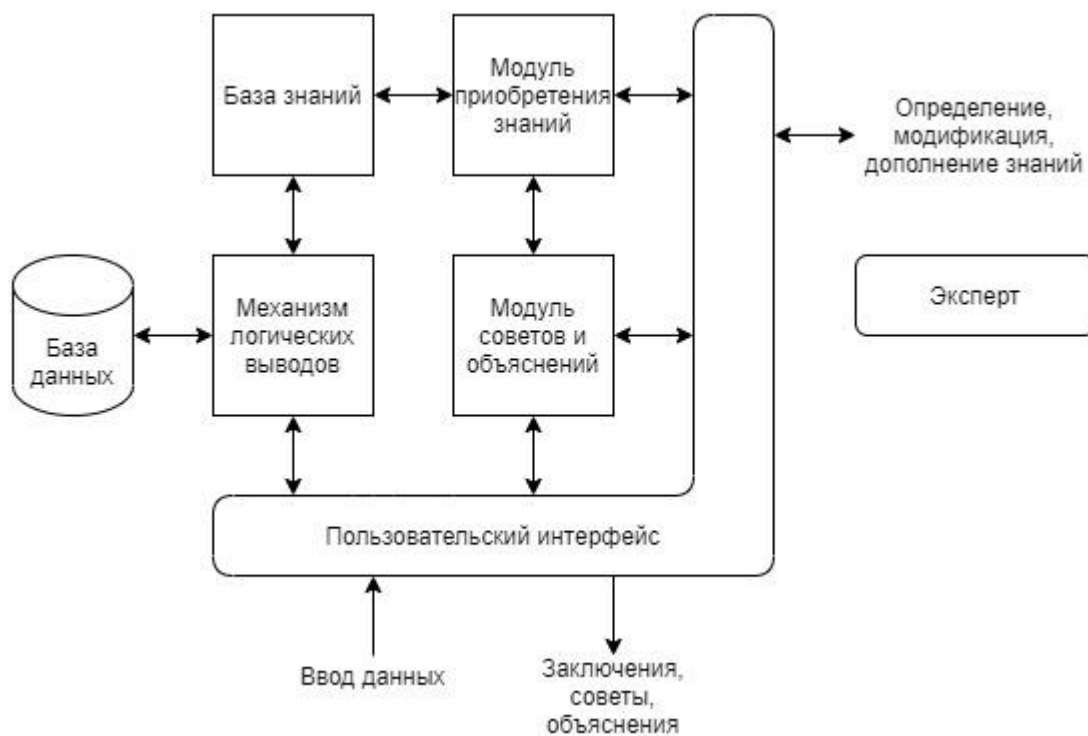 База знаний
Модуль
приобретения
знаний
Определение,
модификация,
дополнение знаний
База
данных
Механизм
логических
выводов
Модуль
советов и
объяснений
Эксперт
Пользовательский интерфейс
Ввод данных
Заключения,
советы,
объяснения